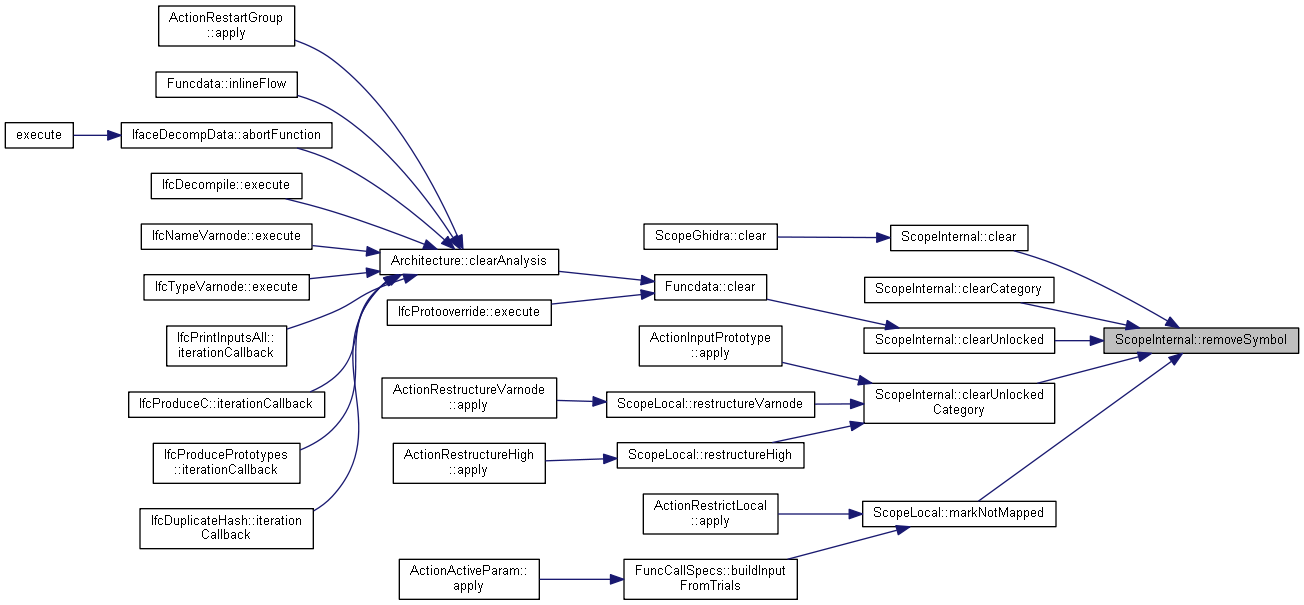 ActionRestartGroup
::apply
Funcdata::inlineFlow
execute
IfaceDecompData::abortFunction
IfcDecompile::execute
IfcNameVarnode::execute
ScopeGhidra::clear
ScopeInternal::clear
Architecture::clearAnalysis
IfcTypeVarnode::execute
Funcdata::clear
ScopeInternal::clearCategory
IfcProtooverride::execute
IfcPrintInputsAll::
iterationCallback
ActionInputPrototype
::apply
ScopeInternal::clearUnlocked
ScopeInternal::removeSymbol
ActionRestructureVarnode
::apply
ScopeLocal::restructureVarnode
ScopeInternal::clearUnlocked
Category
IfcProduceC::iterationCallback
IfcProducePrototypes
::iterationCallback
ActionRestructureHigh
::apply
ScopeLocal::restructureHigh
IfcDuplicateHash::iteration
Callback
ActionRestrictLocal
::apply
ScopeLocal::markNotMapped
ActionActiveParam::
apply
FuncCallSpecs::buildInput
FromTrials